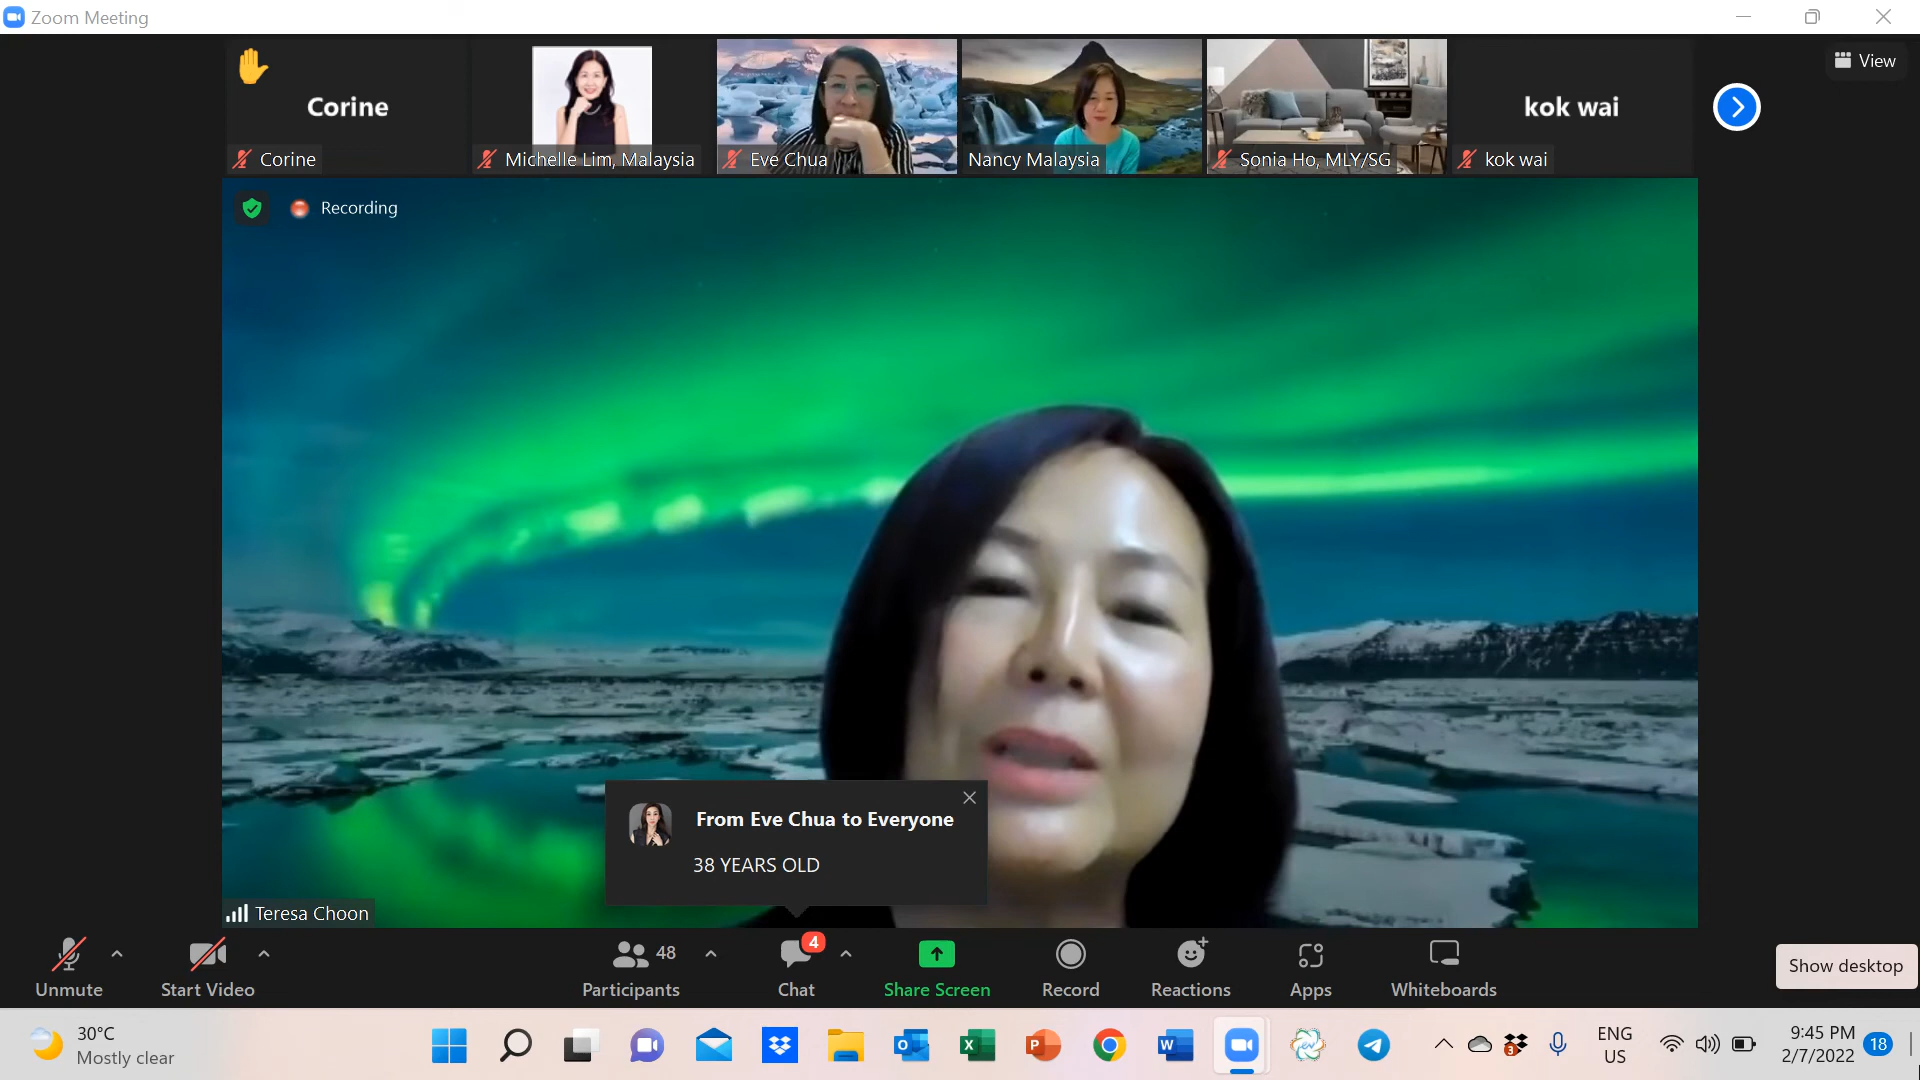 Zoom Meeting
Corine
Corine
Michelle Lim, Malaysia
Eve Chua
Nancy Malaysia
Sonia Ho, MLY/SG
kok wai
kok wai
View
Recording
From Eve Chua to Everyone
38 YEARS OLD
Teresa Choon
Unmute
Start Video
48
Participants
4
Chat
Share Screen
Record
Reactions
Apps
Whiteboards
Show desktop
30°C
Mostly clear
ENG
US
9:45 PM
2/7/2022
18
3